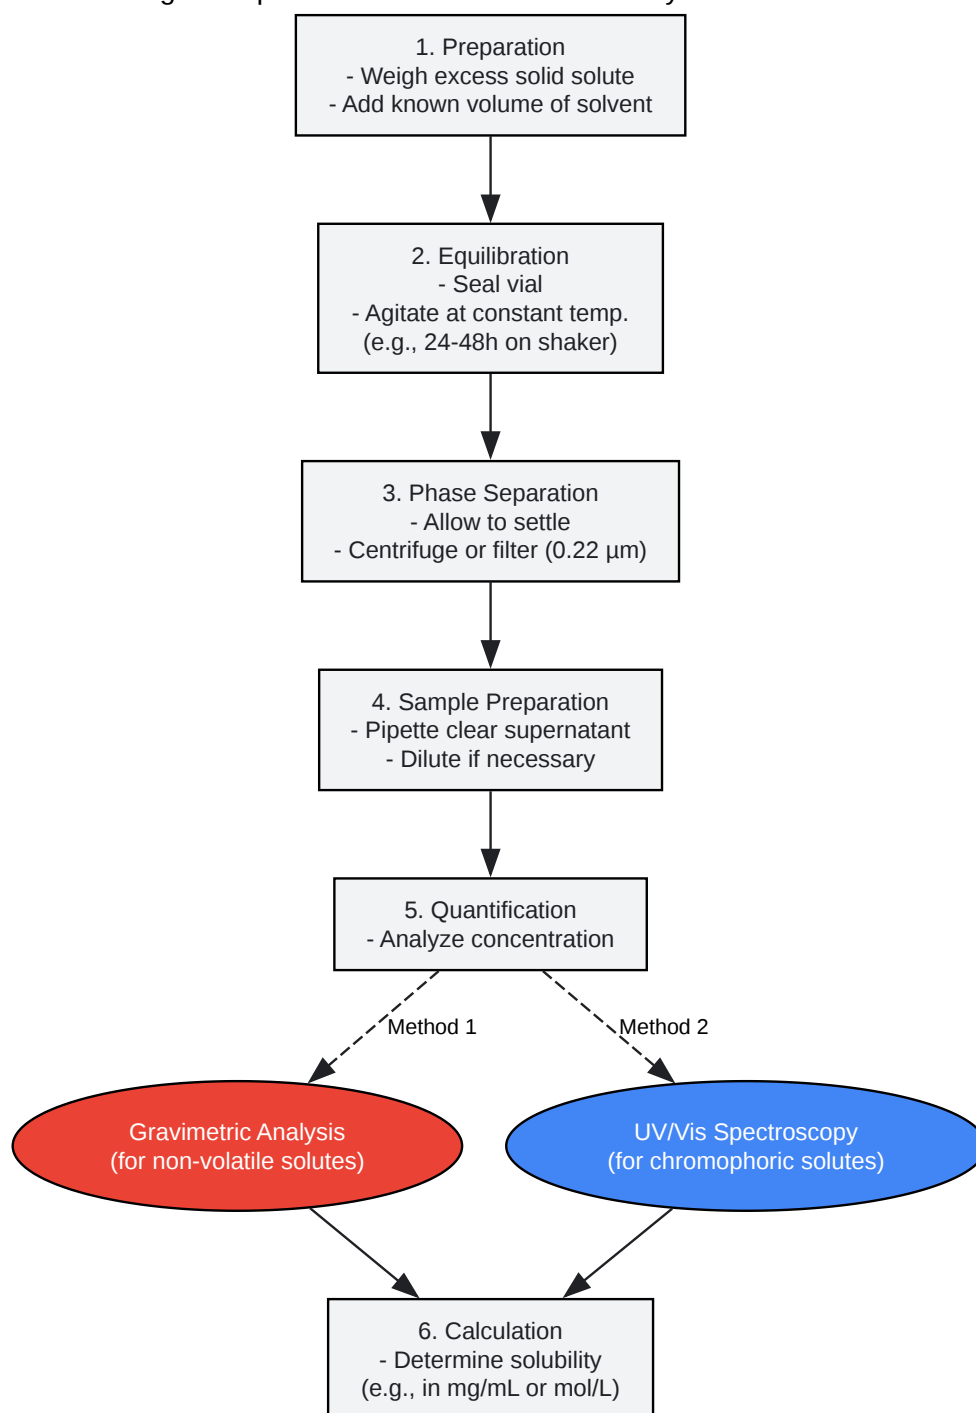 1. Preparation
- Weigh excess solid solute
- Add known volume of solvent
2. Equilibration
- Seal vial
- Agitate at constant temp.
(e.g., 24-48h on shaker)
3. Phase Separation
- Allow to settle
- Centrifuge or filter (0.22 µm)
4. Sample Preparation
- Pipette clear supernatant
- Dilute if necessary
5. Quantification
- Analyze concentration
Method 1
Method 2
Gravimetric Analysis
(for non-volatile solutes)
UV/Vis Spectroscopy
(for chromophoric solutes)
6. Calculation
- Determine solubility
(e.g., in mg/mL or mol/L)